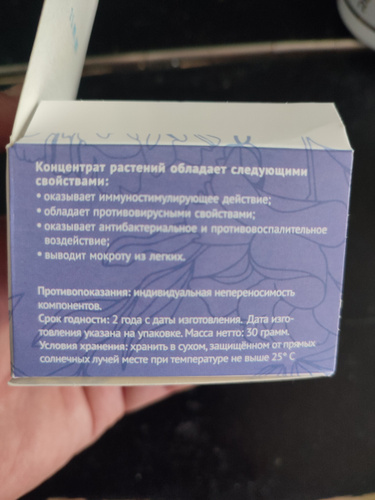 Концентрат растений обладает следующими
свойствами:
• оказывает иммуностимулирующее действие;
• обладает противовирусными свойствами;
• оказывает антибактериальное и противовоспалительное
воздействие;
• выводит мокроту из легких.
Противопоказания: индивидуальная непереносимость
компонентов.
Срок годности: 2 года с даты изготовления. Дата изго-
товления указана на упаковке. Масса нетто: 30 грамм.
Условия хранения: хранить в сухом, защищённом от прямых
солнечных лучей месте при температуре не выше 25° С